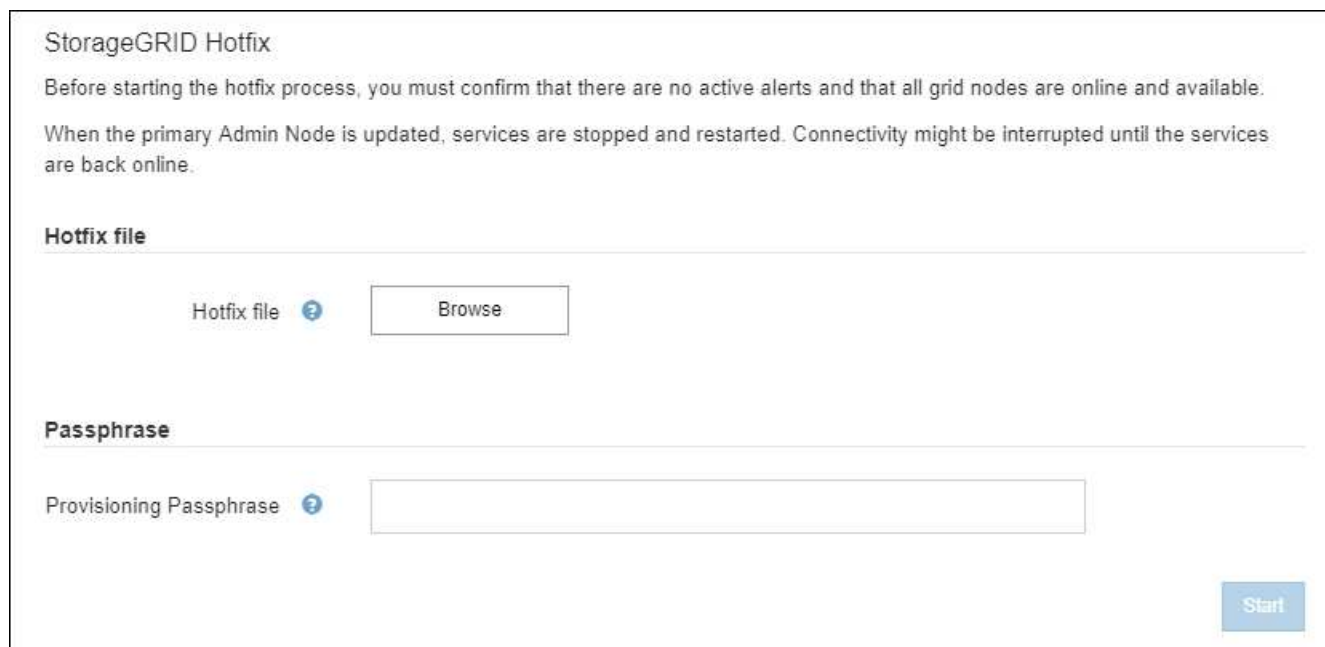 StorageGRID Hotfix
Before starting the hotfix process, you must confirm that there are no active alerts and that all grid nodes are online and available.
When the primary Admin Node is updated, services are stopped and restarted. Connectivity might be interrupted until the services
are back online.
Hotfix file
Hotfix file ? Browse
Passphrase
Provisioning Passphrase ?
Start